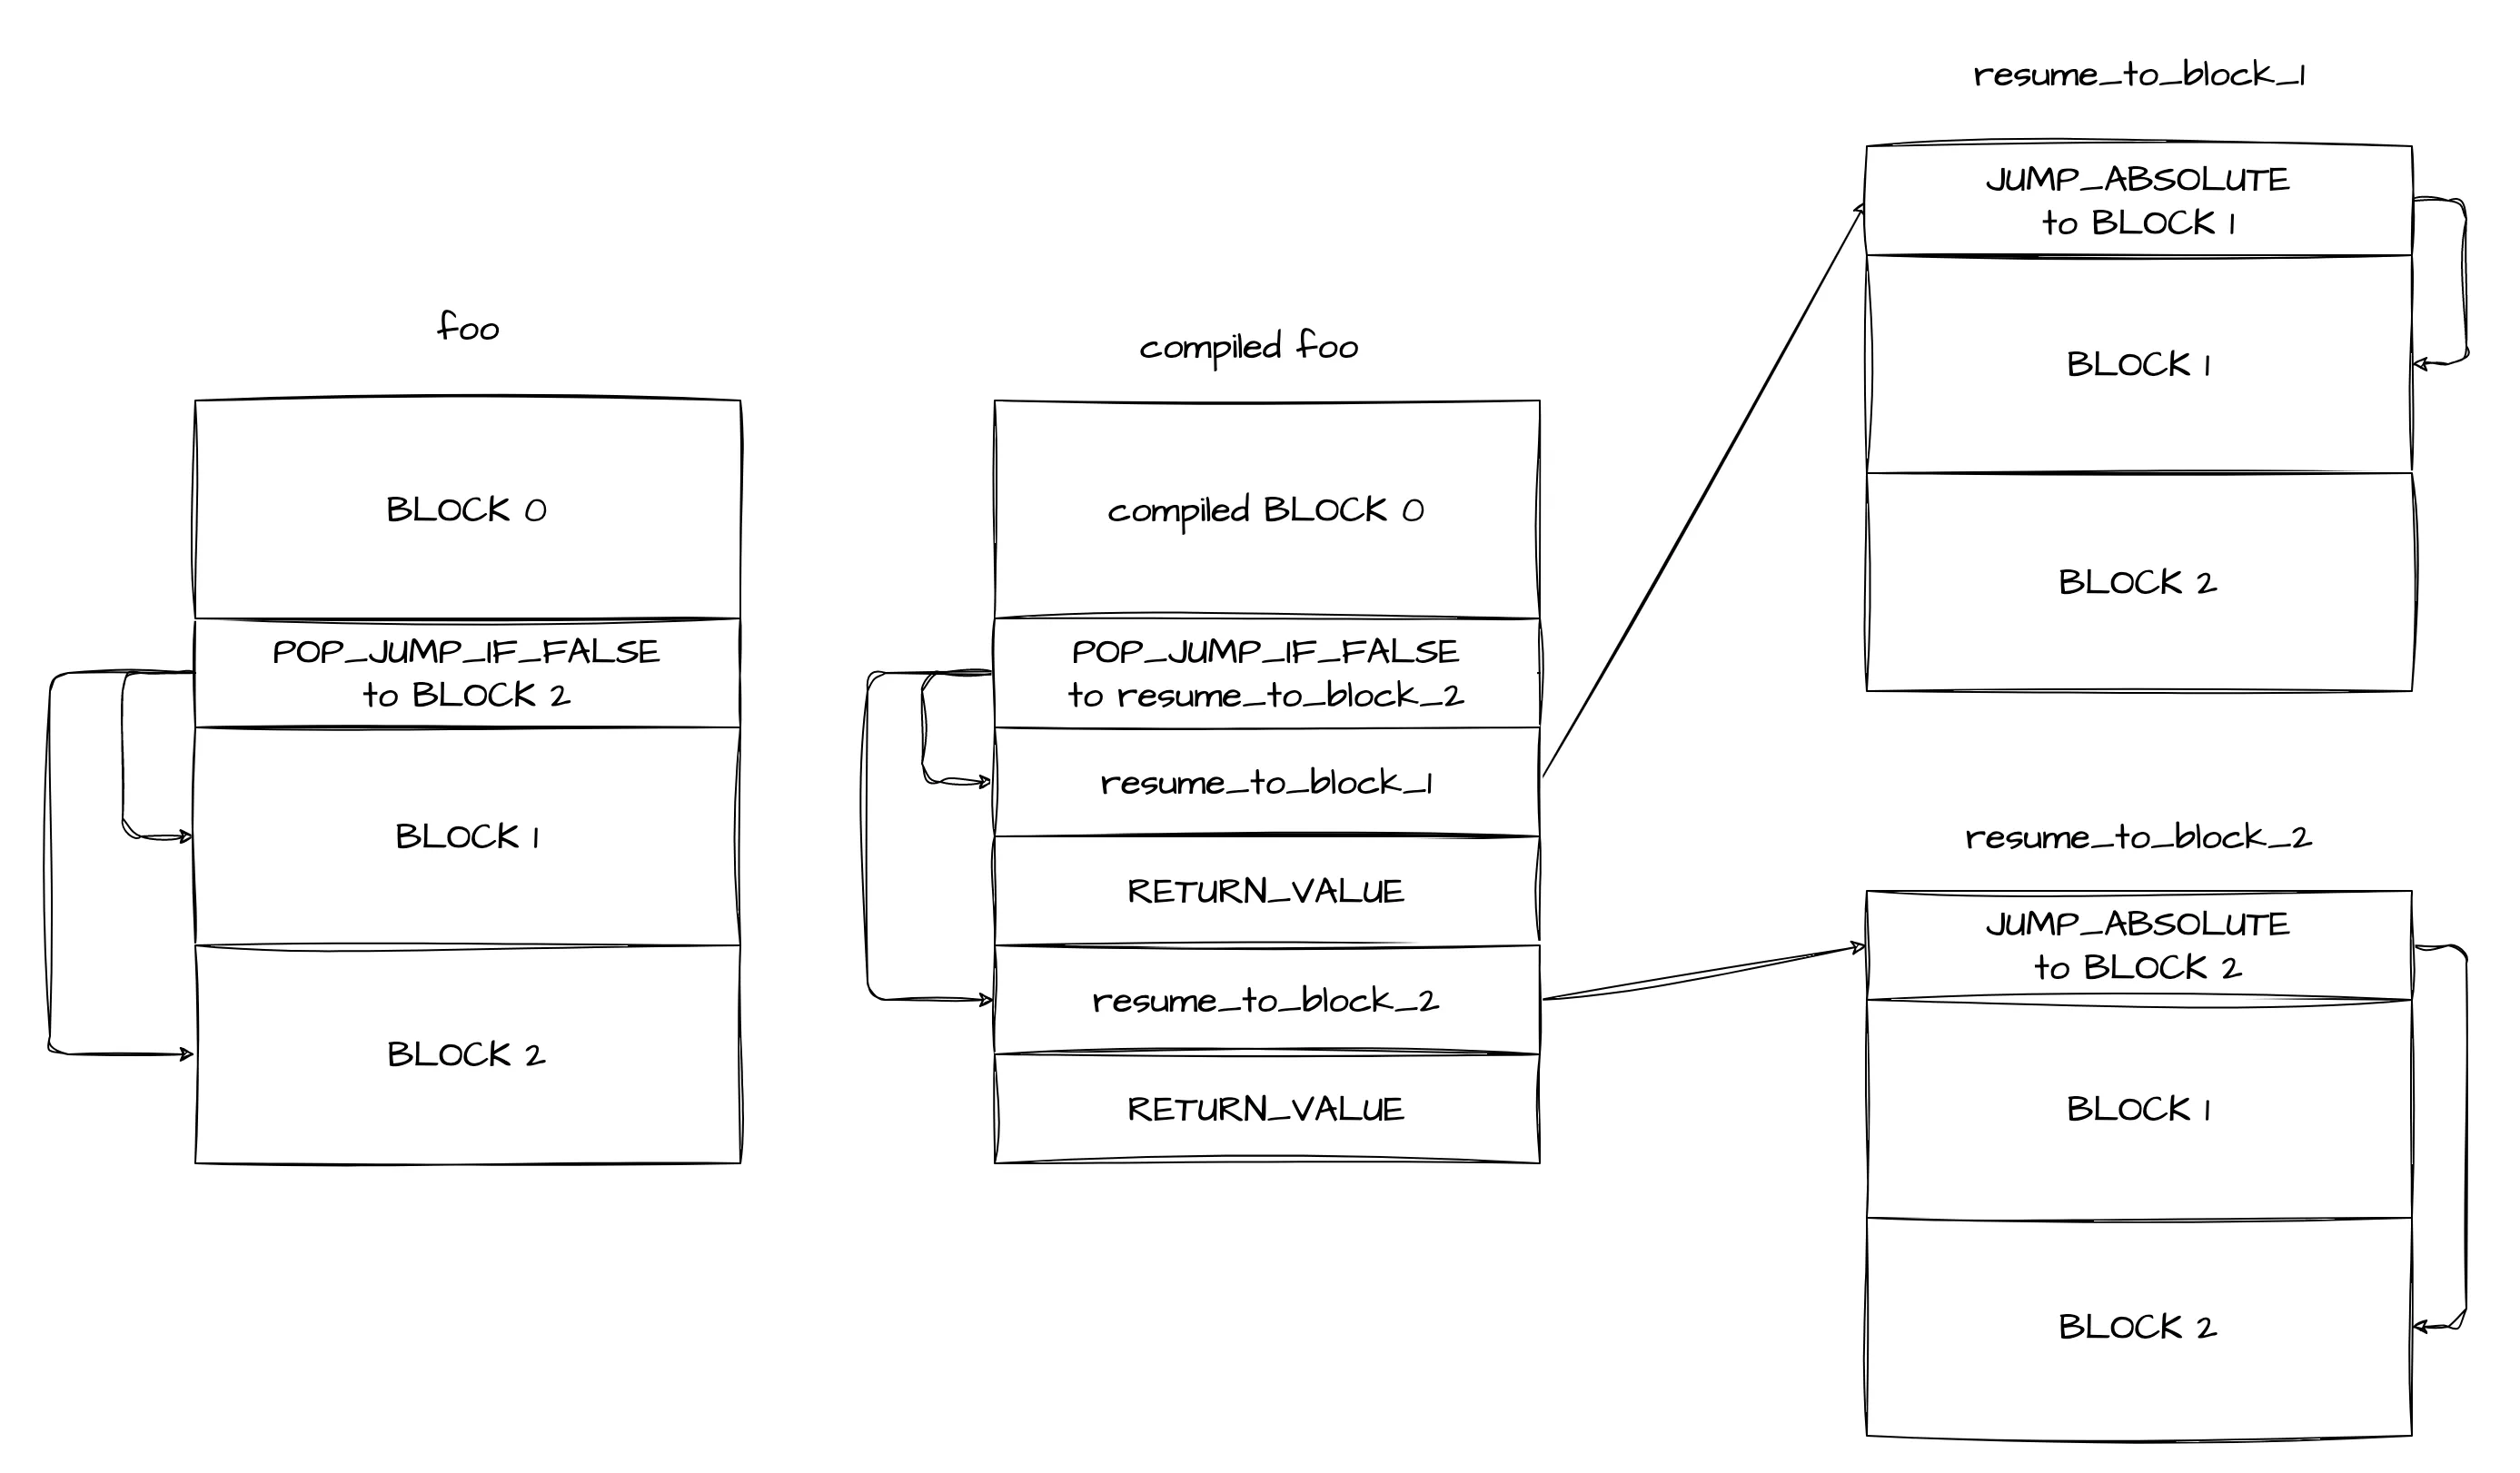 foo
BLOCK 0
POP_JUMP_IF_FALSE
to BLOCK 2
BLOCK 1
BLOCK 2
compiled foo
compiled BLOCK 0
POP_JUMP_IF_FALSE
to resume_to_block_2
resume_to_block_1
RETURN_VALUE
resume_to_block_2
RETURN_VALUE
resume_to_block_1
JUMP_ABSOLUTE
to BLOCK 1
BLOCK 1
BLOCK 2
resume_to_block_2
JUMP_ABSOLUTE
to BLOCK 2
BLOCK 1
BLOCK 2